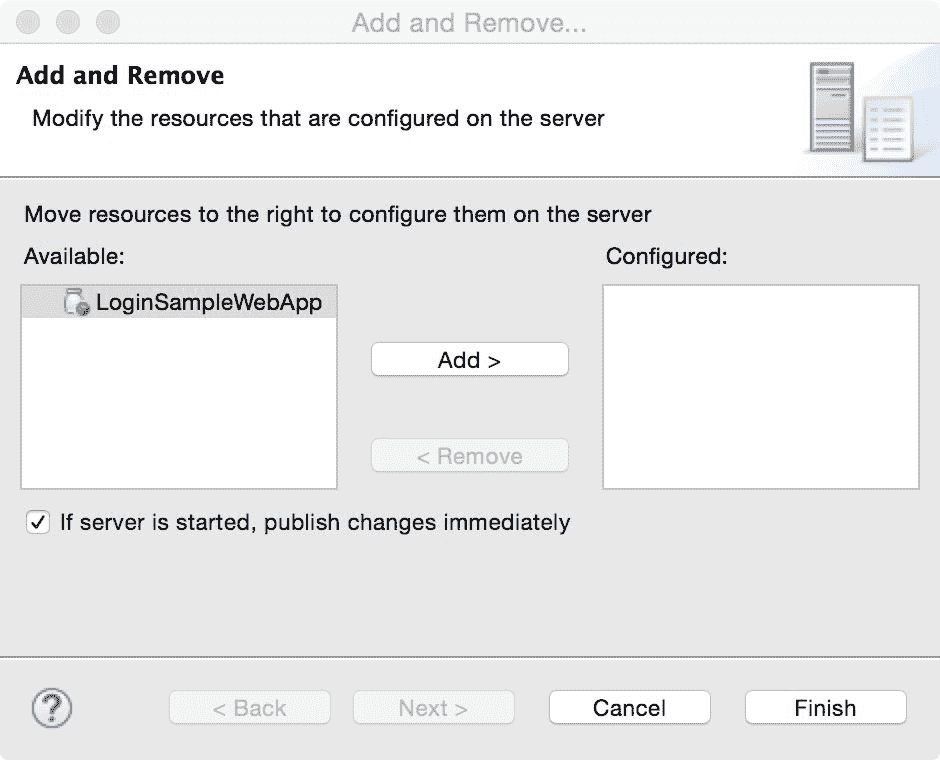 Add and Remove...
Add and Remove
Modify the resources that are configured on the server
Move resources to the right to configure them on the server
Available:
Configured:
LoginSampleWebApp
Add >
< Remove
If server is started, publish changes immediately
?
< Back
Next >
Cancel
Finish